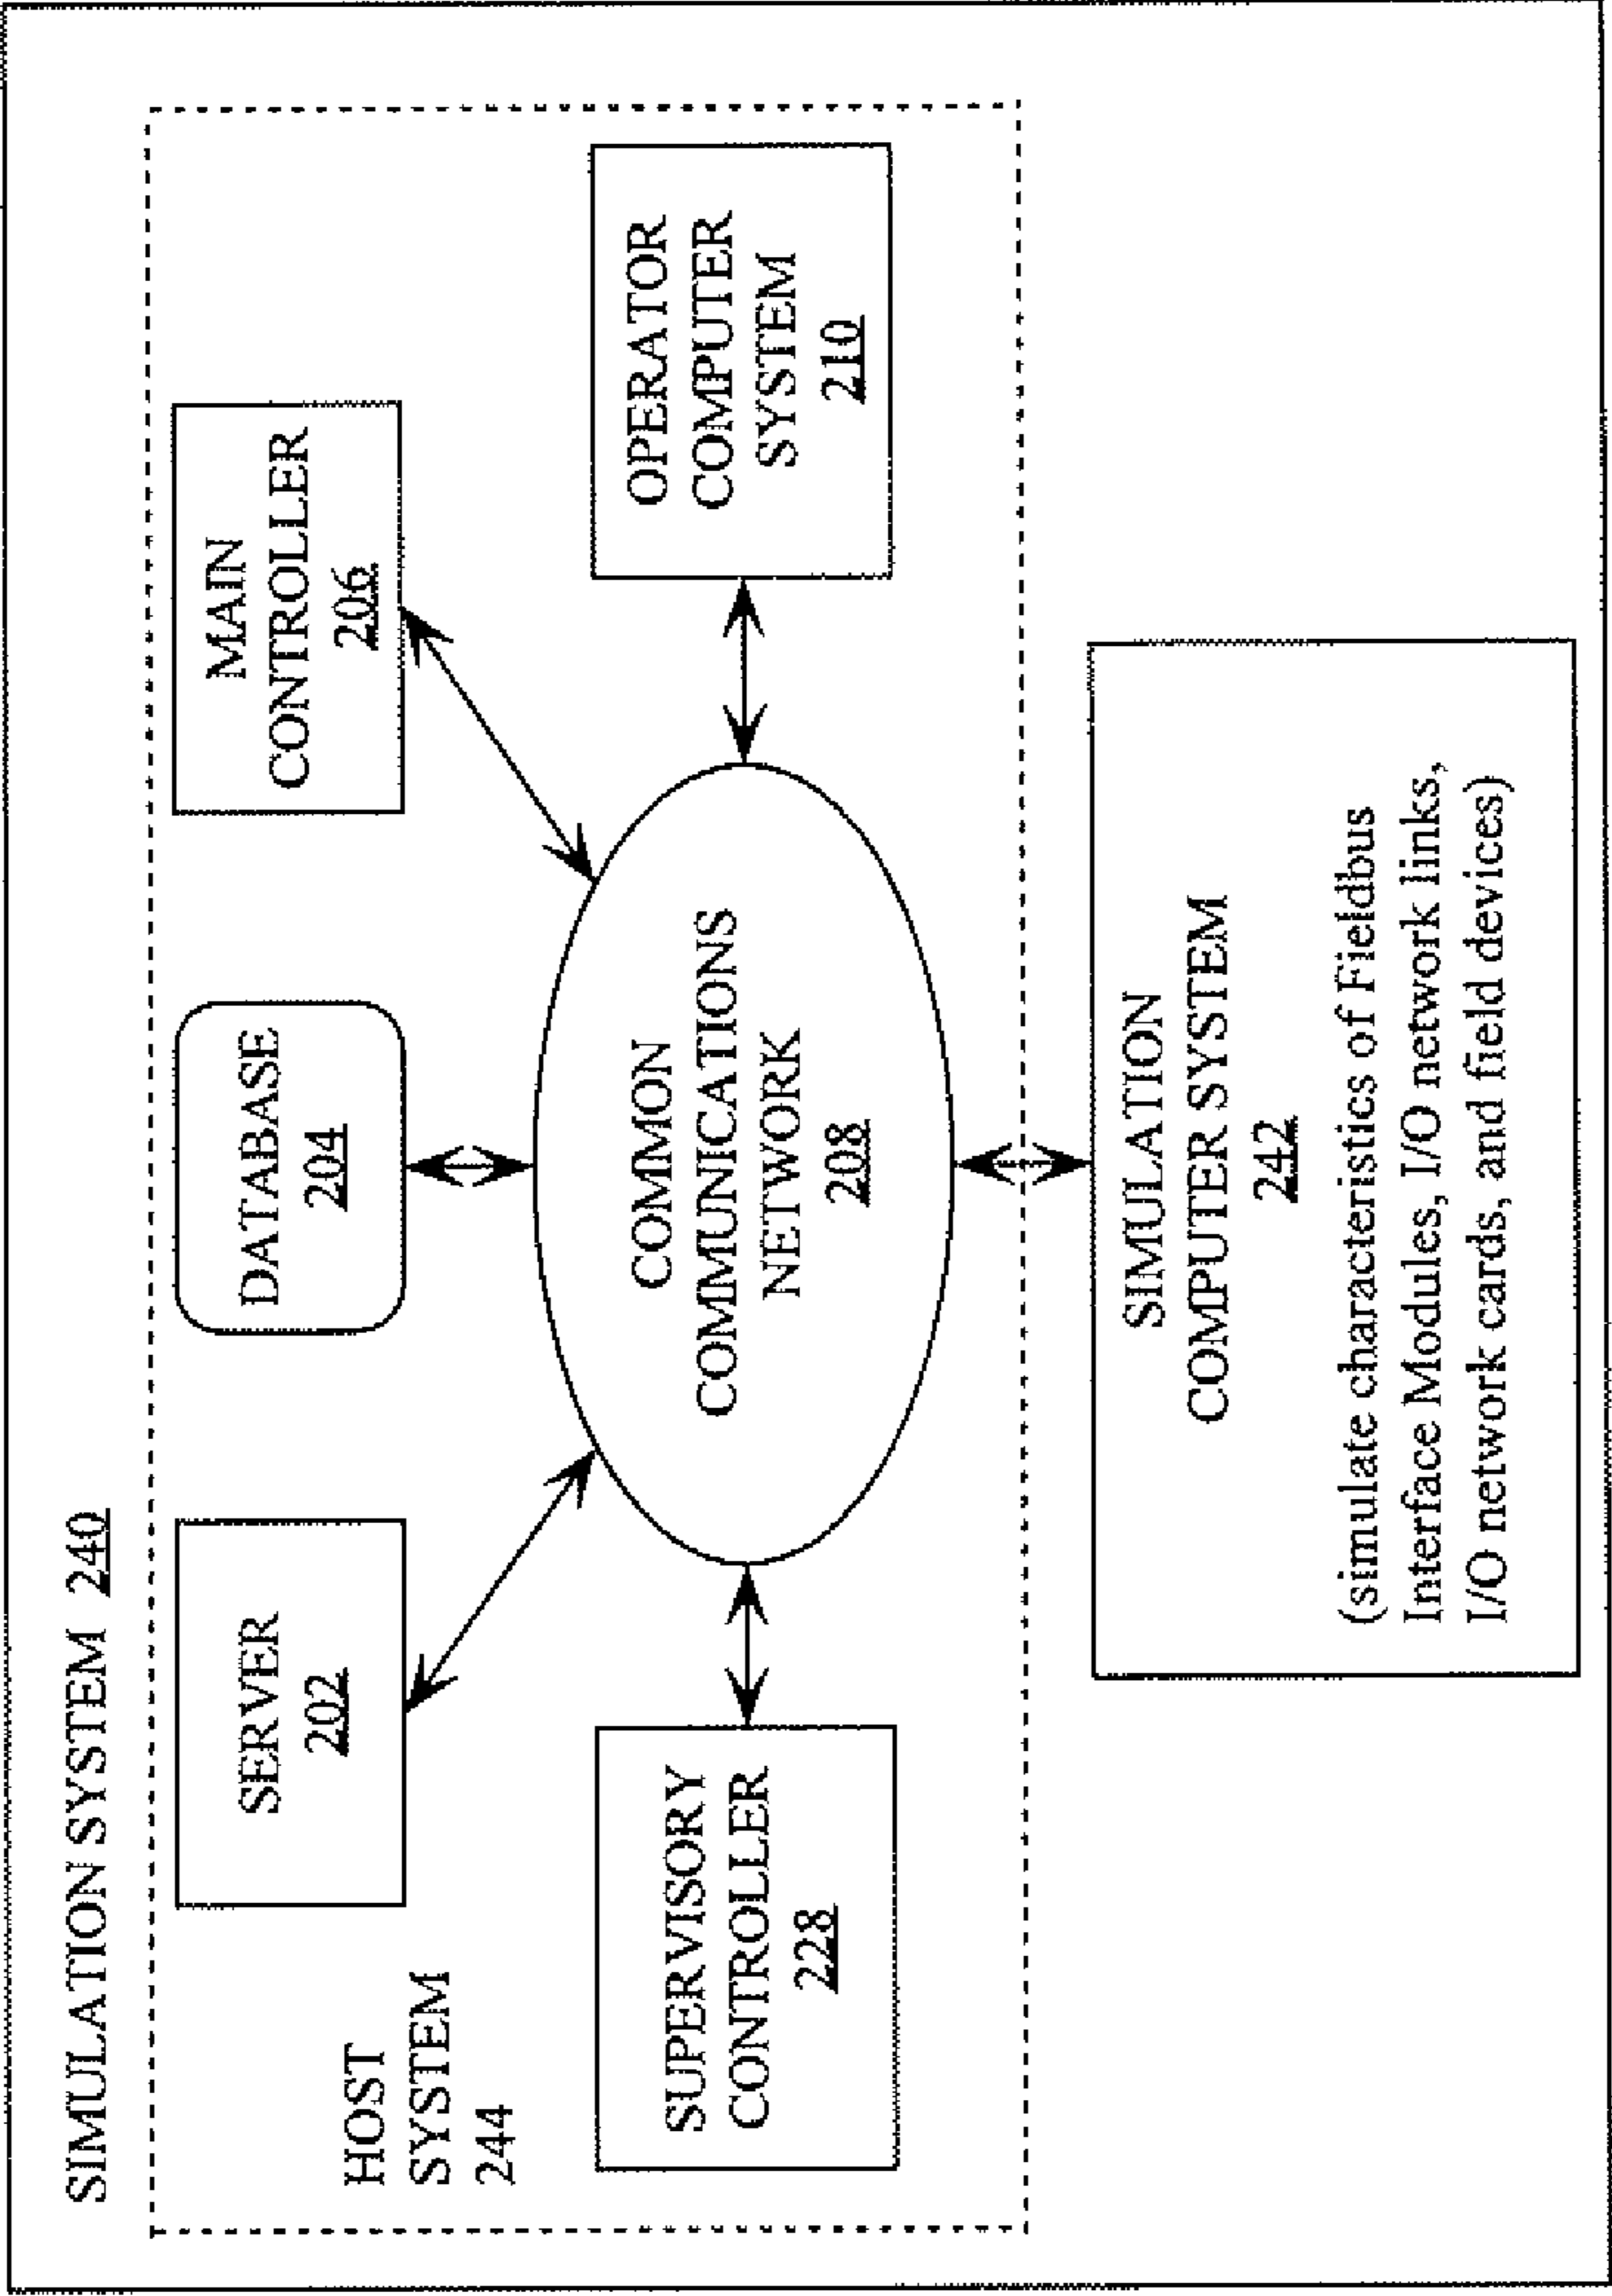 SIMULATION SYSTEM 240
HOST
SYSTEM
244
SERVER
202
DATABASE
204
MAIN
CONTROLLER
206
SUPERVISORY
CONTROLLER
228
COMMON
COMMUNICATIONS
NETWORK
208
OPERATOR
COMPUTER
SYSTEM
210
SIMULATION
COMPUTER SYSTEM
242
(simulate characteristics of Fieldbus
Interface Modules, I/O network links,
I/O network cards, and field devices)